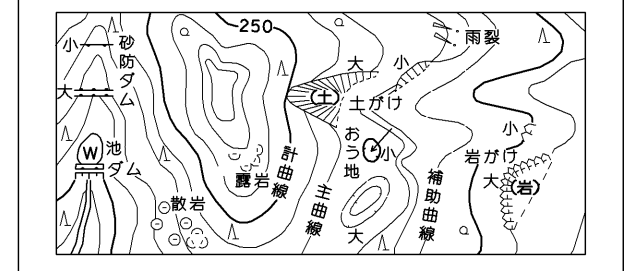 250
雨裂
小
砂防ダム
大
大
小
(土)
土がけ
小
W
池
ダム
おう地
小
岩がけ
大
(岩)
露岩
計曲線
主曲線
補助曲線
散岩
大